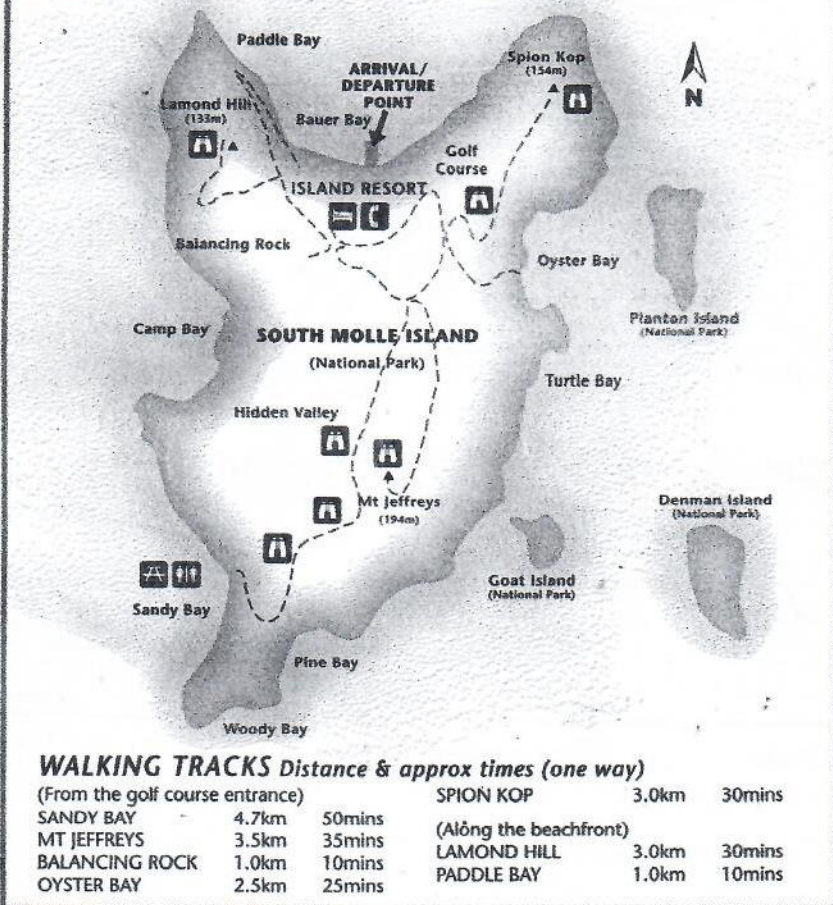 Paddle Bay
ARRIVAL/
DEPARTURE
POINT
Spion Kop
(154m)
N
Lamond Hill
(133m)
Bauer Bay
Golf
Course
ISLAND RESORT
Balancing Rock
Oyster Bay
Planton Island
(National Park)
Camp Bay
SOUTH MOLLE ISLAND
(National Park)
Turtle Bay
Hidden Valley
Mt Jeffreys
(194m)
Denman Island
(National Park)
Goat Island
(National Park)
Sandy Bay
Pine Bay
Woody Bay
WALKING TRACKS Distance & approx times (one way)
(From the golf course entrance)
SANDY BAY 4.7km 50mins
MT JEFFREYS 3.5km 35mins
BALANCING ROCK 1.0km 10mins
OYSTER BAY 2.5km 25mins
SPION KOP 3.0km 30mins
(Along the beachfront)
LAMOND HILL 3.0km 30mins
PADDLE BAY 1.0km 10mins